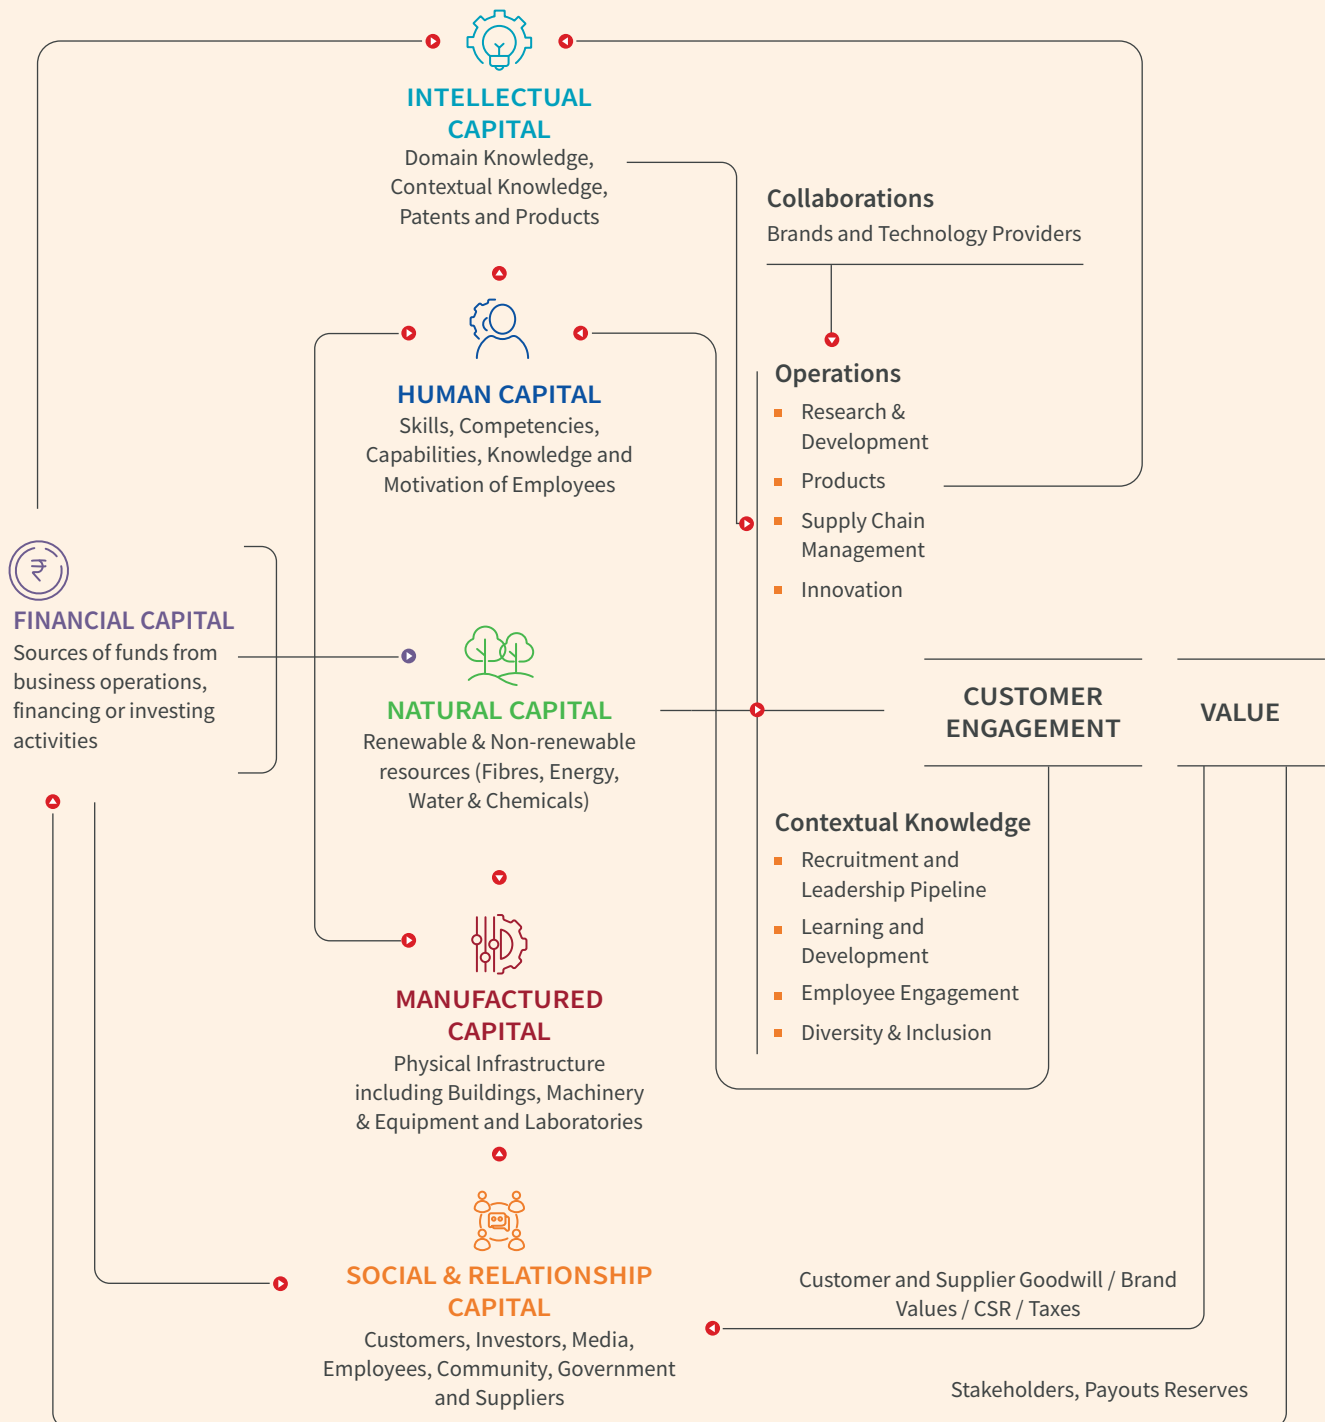 INTELLECTUAL
CAPITAL
Domain Knowledge,
Contextual Knowledge,
Patents and Products
Collaborations
Brands and Technology Providers
HUMAN CAPITAL
Skills, Competencies,
Capabilities, Knowledge and
Motivation of Employees
Operations
Research &
Development
Products
Supply Chain
Management
Innovation
₹
FINANCIAL CAPITAL
Sources of funds from
business operations,
financing or investing
activities
NATURAL CAPITAL
Renewable & Non-renewable
resources (Fibres, Energy,
Water & Chemicals)
CUSTOMER
ENGAGEMENT
VALUE
Contextual Knowledge
Recruitment and
Leadership Pipeline
Learning and
Development
Employee Engagement
Diversity & Inclusion
MANUFACTURED
CAPITAL
Physical Infrastructure
including Buildings, Machinery
& Equipment and Laboratories
SOCIAL & RELATIONSHIP
CAPITAL
Customers, Investors, Media,
Employees, Community, Government
and Suppliers
Customer and Supplier Goodwill / Brand
Values / CSR / Taxes
Stakeholders, Payouts Reserves